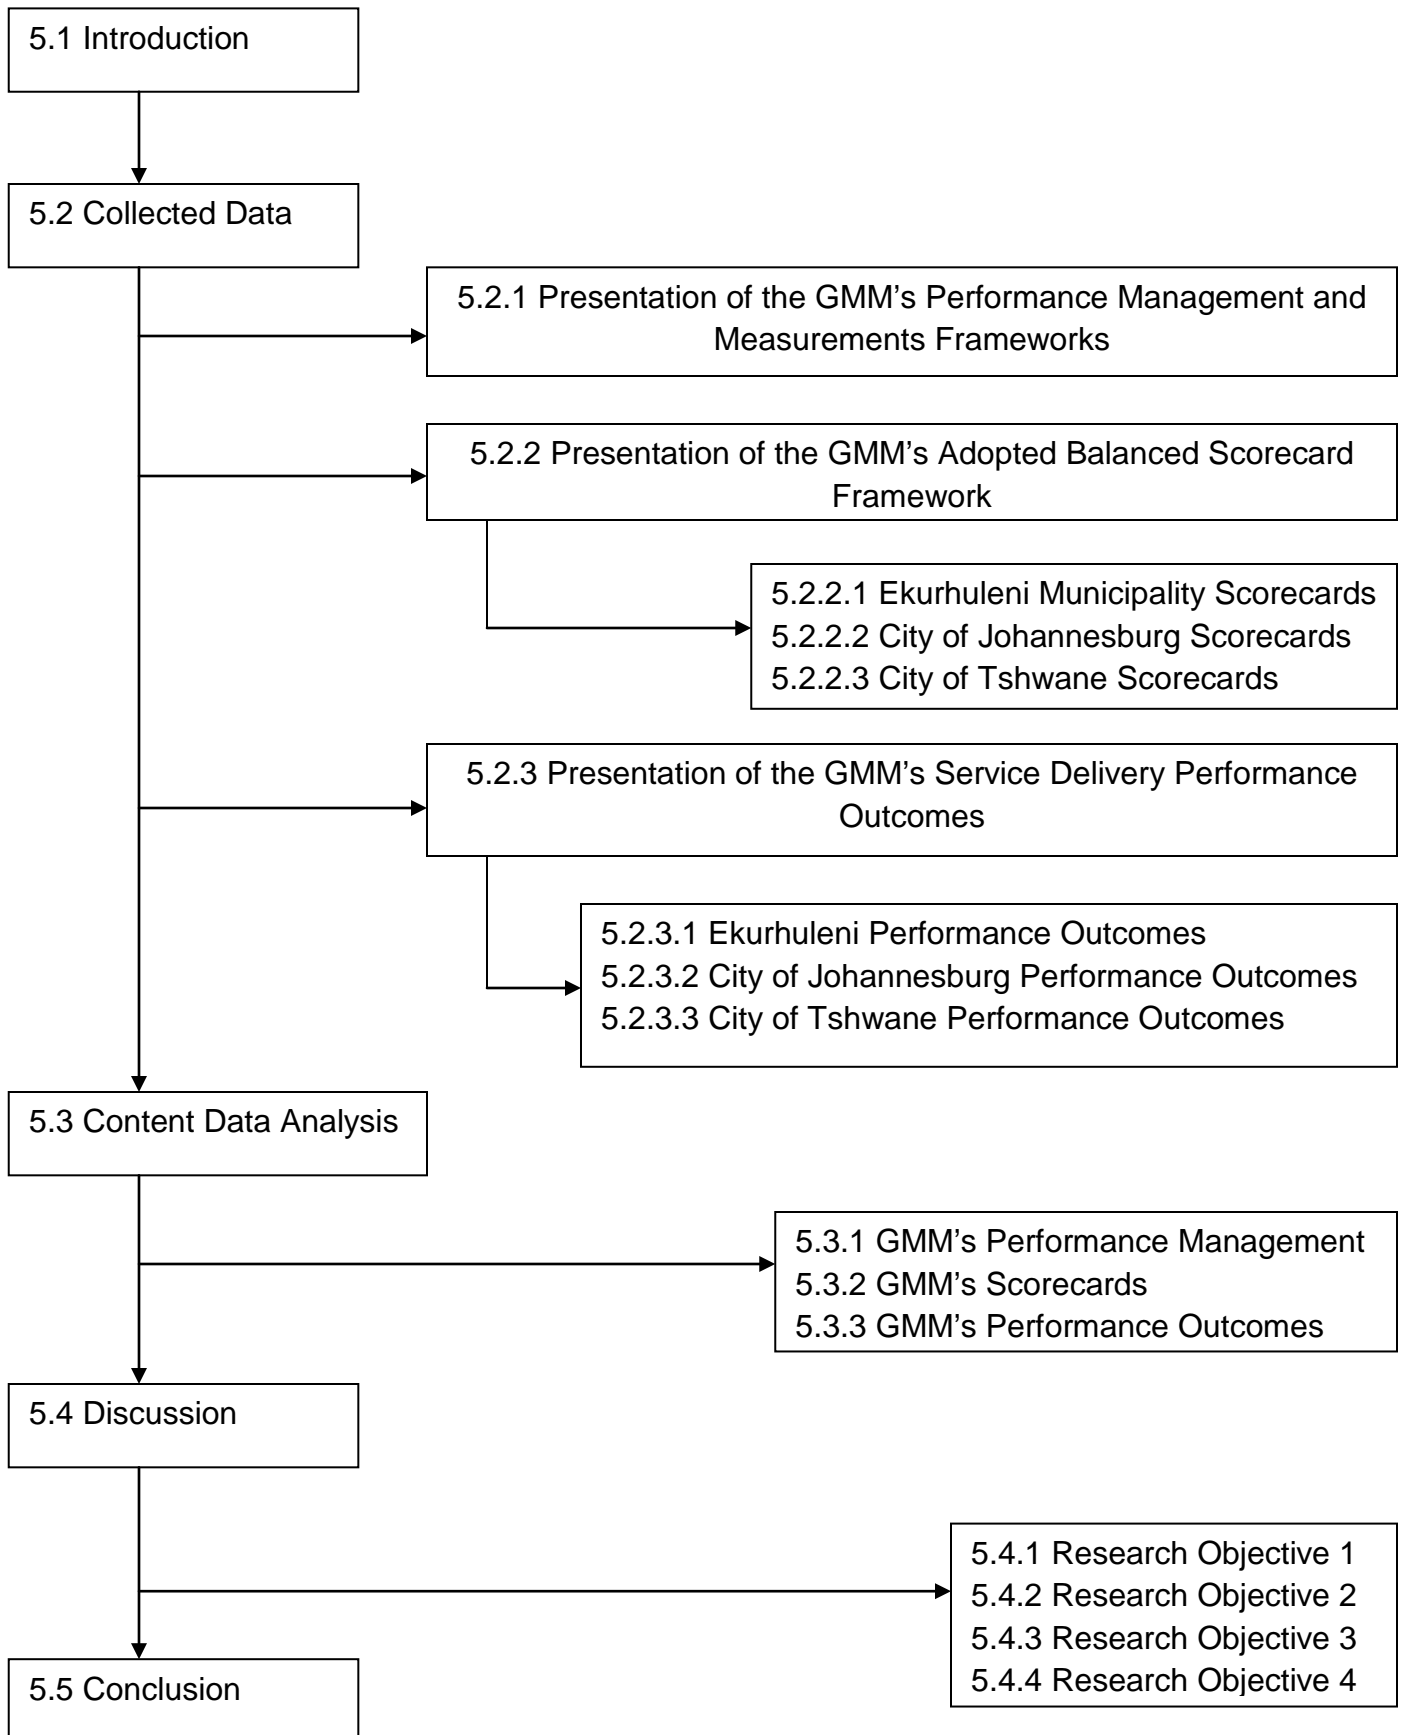 5.1 Introduction
5.2 Collected Data
5.2.1 Presentation of the GMM’s Performance Management and
Measurements Frameworks
5.2.2 Presentation of the GMM’s Adopted Balanced Scorecard
Framework
5.2.2.1 Ekurhuleni Municipality Scorecards
5.2.2.2 City of Johannesburg Scorecards
5.2.2.3 City of Tshwane Scorecards
5.2.3 Presentation of the GMM’s Service Delivery Performance
Outcomes
5.2.3.1 Ekurhuleni Performance Outcomes
5.2.3.2 City of Johannesburg Performance Outcomes
5.2.3.3 City of Tshwane Performance Outcomes
5.3 Content Data Analysis
5.3.1 GMM’s Performance Management
5.3.2 GMM’s Scorecards
5.3.3 GMM’s Performance Outcomes
5.4 Discussion
5.4.1 Research Objective 1
5.4.2 Research Objective 2
5.4.3 Research Objective 3
5.4.4 Research Objective 4
5.5 Conclusion